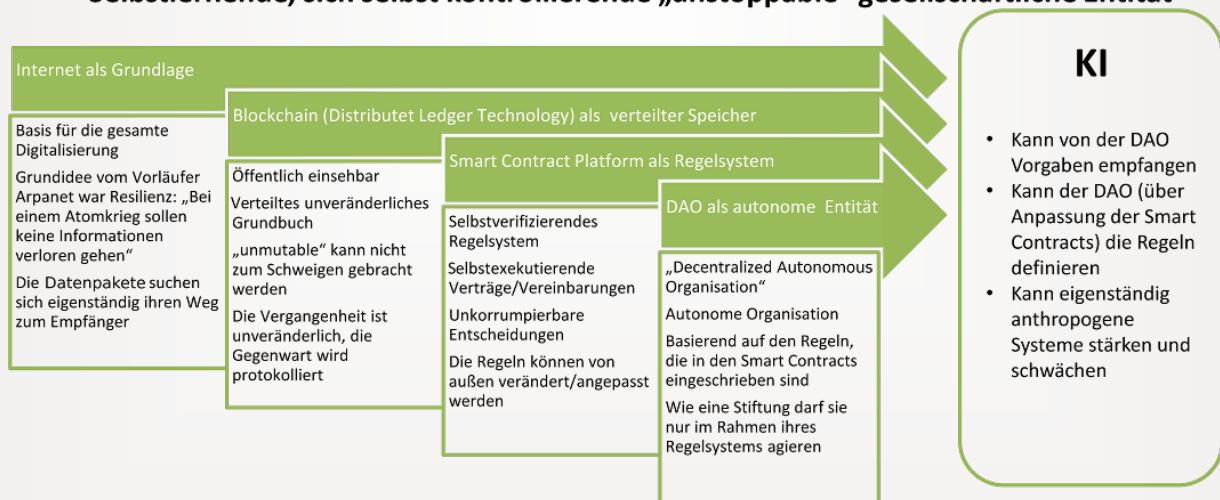 Selbstlernende, sich selbst kontrollierende „unstoppable“ gesellschaftliche Entität
Internet als Grundlage
Basis für die gesamte
Digitalisierung
Grundidee vom Vorläufer
Arpanet war Resilienz: „Bei
einem Atomkrieg sollen
keine Informationen
verloren gehen“
Die Datenpakete suchen
sich eigenständig ihren Weg
zum Empfänger
Blockchain (Distributet Ledger Technology) als verteilter Speicher
Öffentlich einsehbar
Verteiltes unveränderliches
Grundbuch
„unmutable“ kann nicht
zum Schweigen gebracht
werden
Die Vergangenheit ist
unveränderlich, die
Gegenwart wird
protokolliert
Smart Contract Platform als Regelsystem
Selbstverifizierendes
Regelsystem
Selbstexekutierende
Verträge/Vereinbarungen
Unkorrumpierbare
Entscheidungen
Die Regeln können von
außen verändert/angepasst
werden
DAO als autonome Entität
„Decentralized Autonomous
Organisation“
Autonome Organisation
Basierend auf den Regeln,
die in den Smart Contracts
eingeschrieben sind
Wie eine Stiftung darf sie
nur im Rahmen ihres
Regelsystems agieren
KI
• Kann von der DAO
Vorgaben empfangen
• Kann der DAO (über
Anpassung der Smart
Contracts) die Regeln
definieren
• Kann eigenständig
anthropogene
Systeme stärken und
schwächen